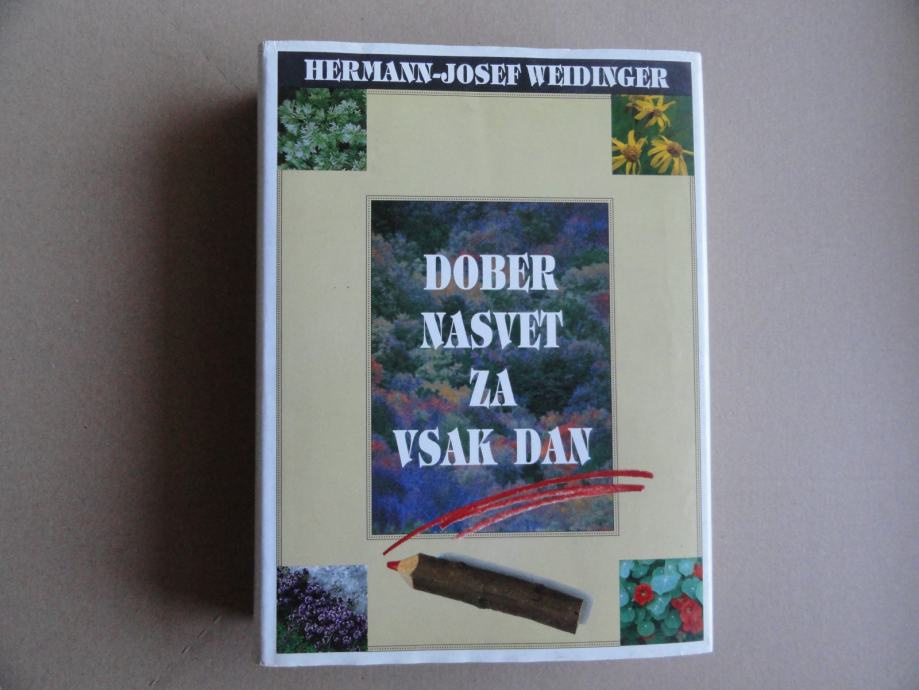 HERMANN-JOSEF WEIDINGER
DOBER
NASVET
ZA
VSAK DAN